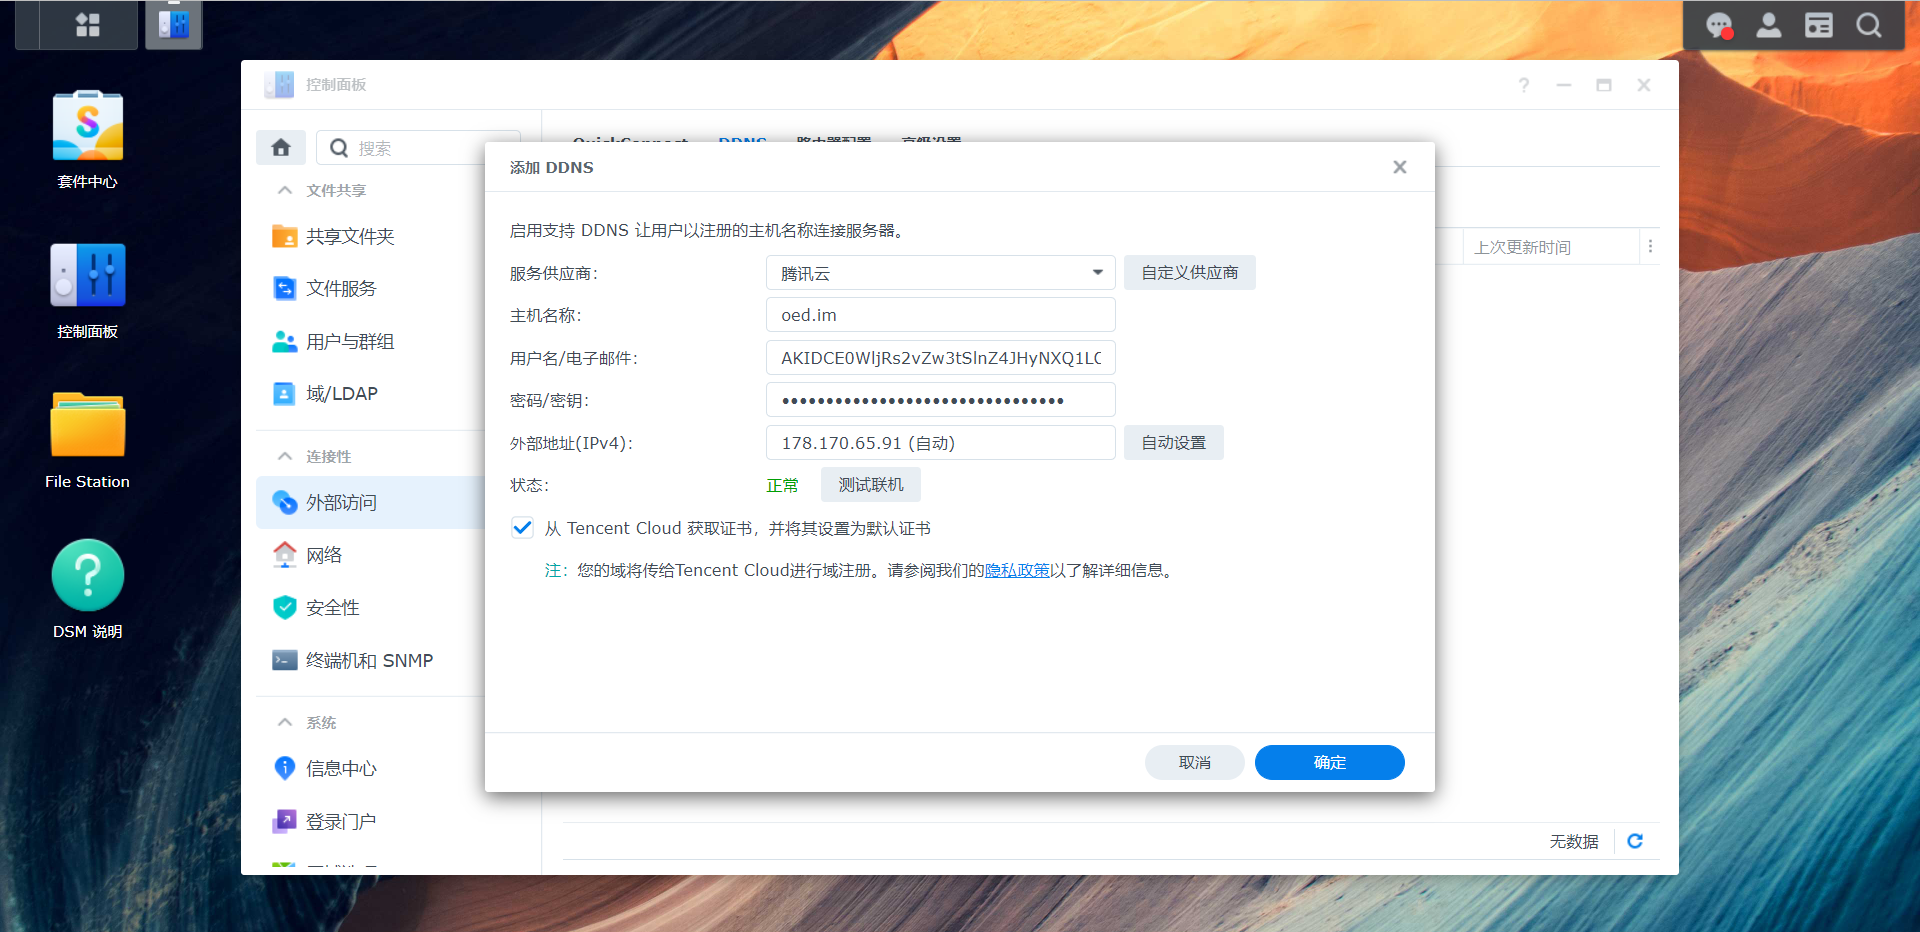 套件中心
控制面板
File Station
DSM 说明
控制面板
搜索
文件共享
共享文件夹
文件服务
用户与群组
域/LDAP
连接性
外部访问
网络
安全性
终端机和 SNMP
系统
信息中心
登录门户
QuickConnect DDNS 路由器配置 高级设置
上次更新时间
添加 DDNS
启用支持 DDNS 让用户以注册的主机名称连接服务器。
服务供应商: 腾讯云 自定义供应商
主机名称: oed.im
用户名/电子邮件: AKIDCE0WljRs2vZw3tSlnZ4JHyNXQ1LC
密码/密钥: ••••••••••••••••••••••••••••••••
外部地址(IPv4): 178.170.65.91 (自动) 自动设置
状态: 正常 测试联机
从 Tencent Cloud 获取证书，并将其设置为默认证书
注：您的域将传给Tencent Cloud进行域注册。请参阅我们的隐私政策以了解详细信息。
取消 确定
无数据